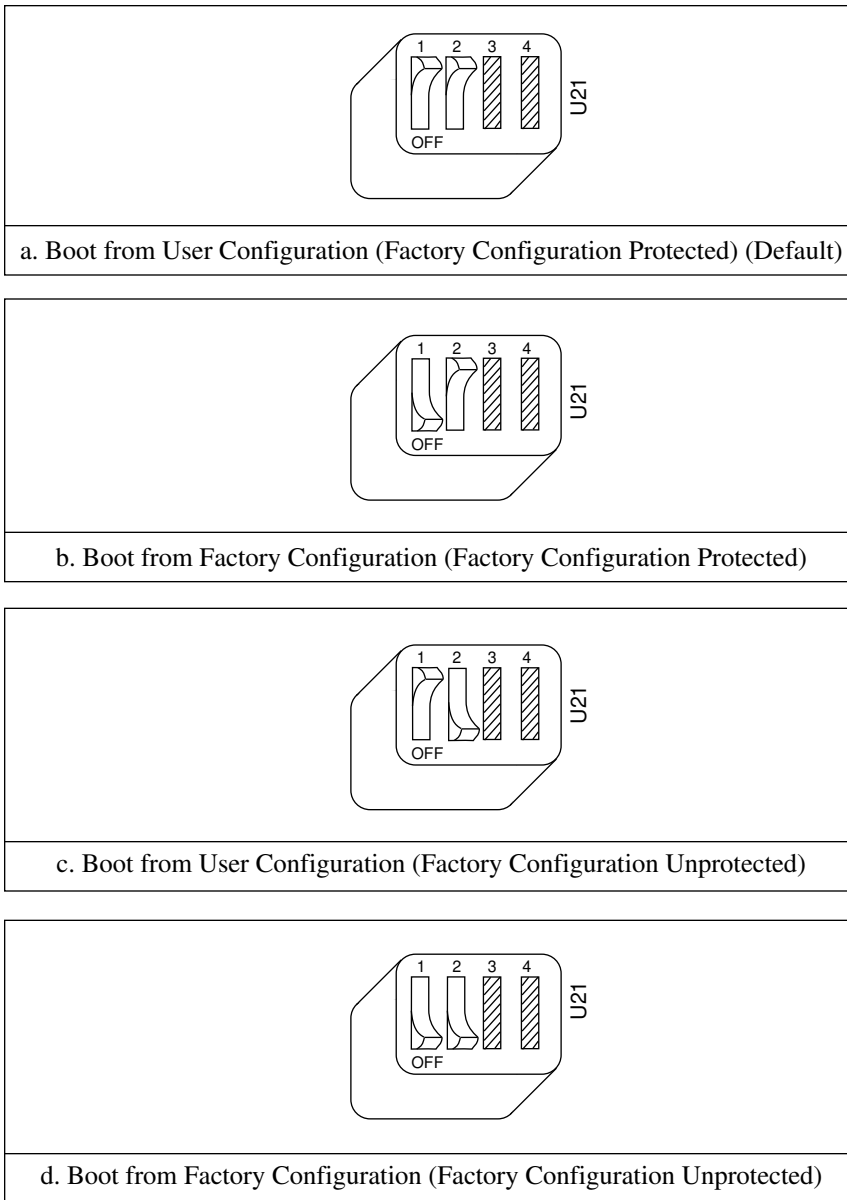 1 2 3 4
U21
OFF
a. Boot from User Configuration (Factory Configuration Protected) (Default)
1 2 3 4
U21
OFF
b. Boot from Factory Configuration (Factory Configuration Protected)
1 2 3 4
U21
OFF
c. Boot from User Configuration (Factory Configuration Unprotected)
1 2 3 4
U21
OFF
d. Boot from Factory Configuration (Factory Configuration Unprotected)